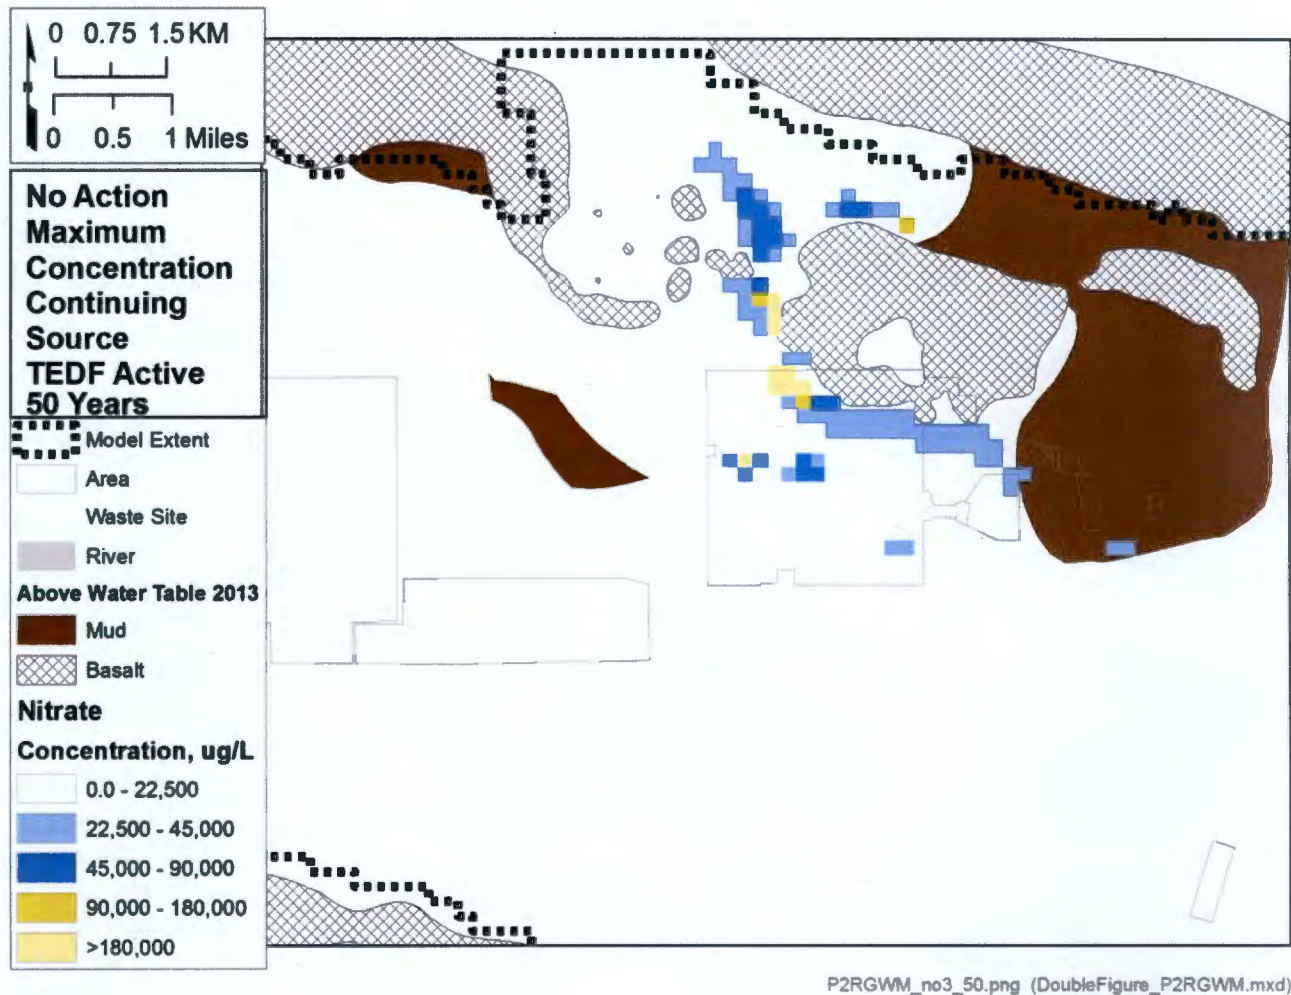 0 0.75 1.5 KM
0 0.5 1 Miles
No Action
Maximum
Concentration
Continuing
Source
TEDF Active
50 Years
Model Extent
Area
Waste Site
River
Above Water Table 2013
Mud
Basalt
Nitrate
Concentration, ug/L
0.0 - 22,500
22,500 - 45,000
45,000 - 90,000
90,000 - 180,000
>180,000
P2RGWM_no3_50.png (DoubleFigure_P2RGWM.mxd)